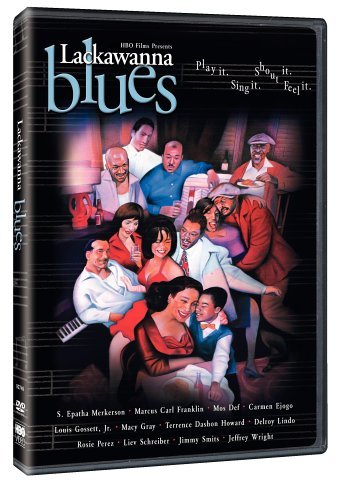 HBO Films Presents
Lackawanna
blues
Play it. Shout it.
Sing it. Feel it.
Lackawanna
blues
S. Epatha Merkerson • Marcus Carl Franklin • Mos Def • Carmen Ejogo
Louis Gossett, Jr. • Macy Gray • Terrence Dashon Howard • Delroy Lindo
Rosie Perez • Liev Schreiber • Jimmy Smits • Jeffrey Wright
DVD
HBO